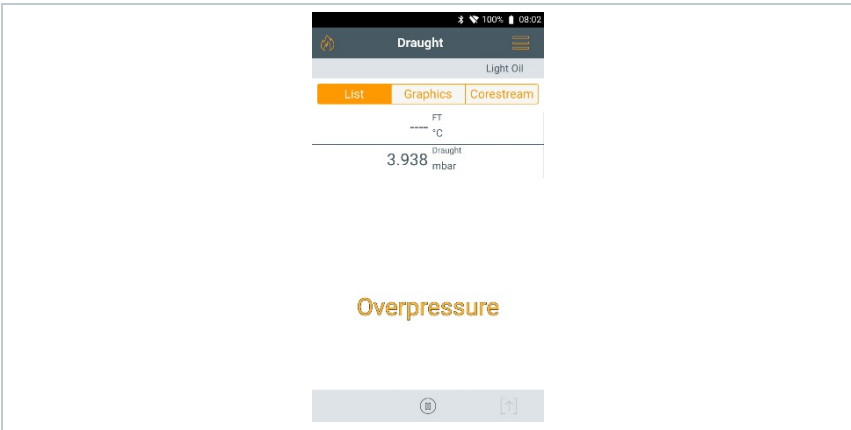 100% 08:02
Draught
Light Oil
List Graphics Corestream
FT
---- °C
Draught
3.938 mbar
Overpressure